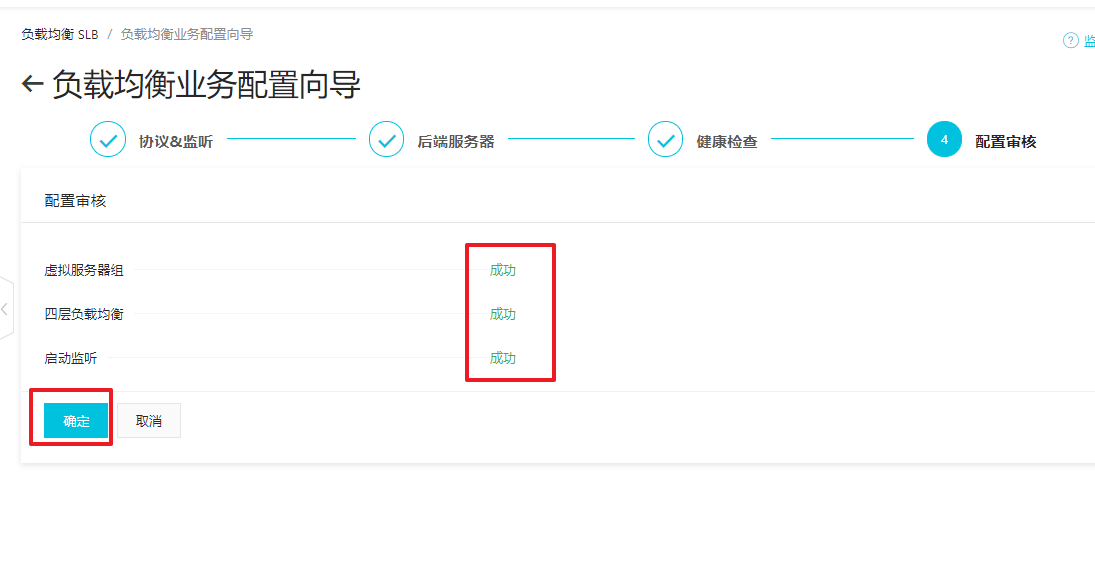 负载均衡 SLB / 负载均衡业务配置向导
? 监
← 负载均衡业务配置向导
协议&监听 后端服务器 健康检查 4 配置审核
配置审核
虚拟服务器组 成功
四层负载均衡 成功
启动监听 成功
确定 取消